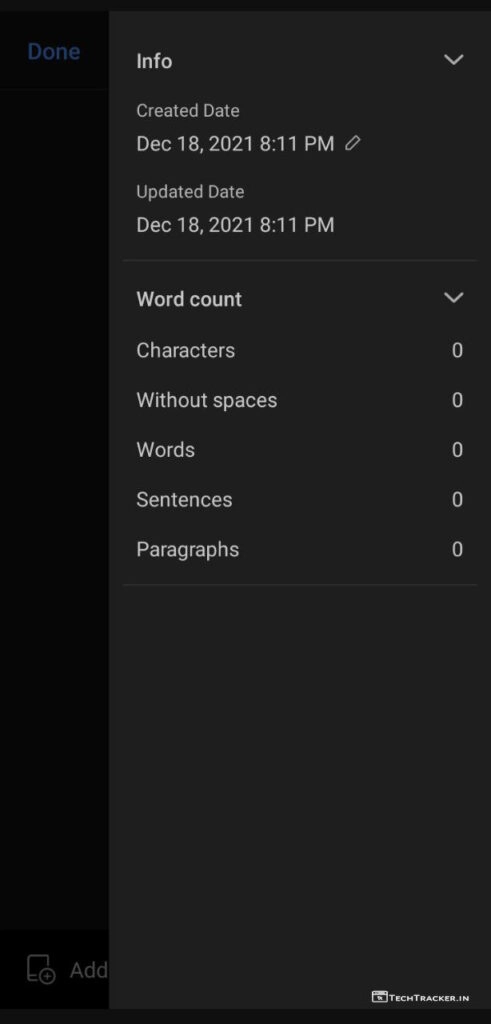 Done
Info
Created Date
Dec 18, 2021 8:11 PM
Updated Date
Dec 18, 2021 8:11 PM
Word count
Characters 0
Without spaces 0
Words 0
Sentences 0
Paragraphs 0
Add
TechTracker.in